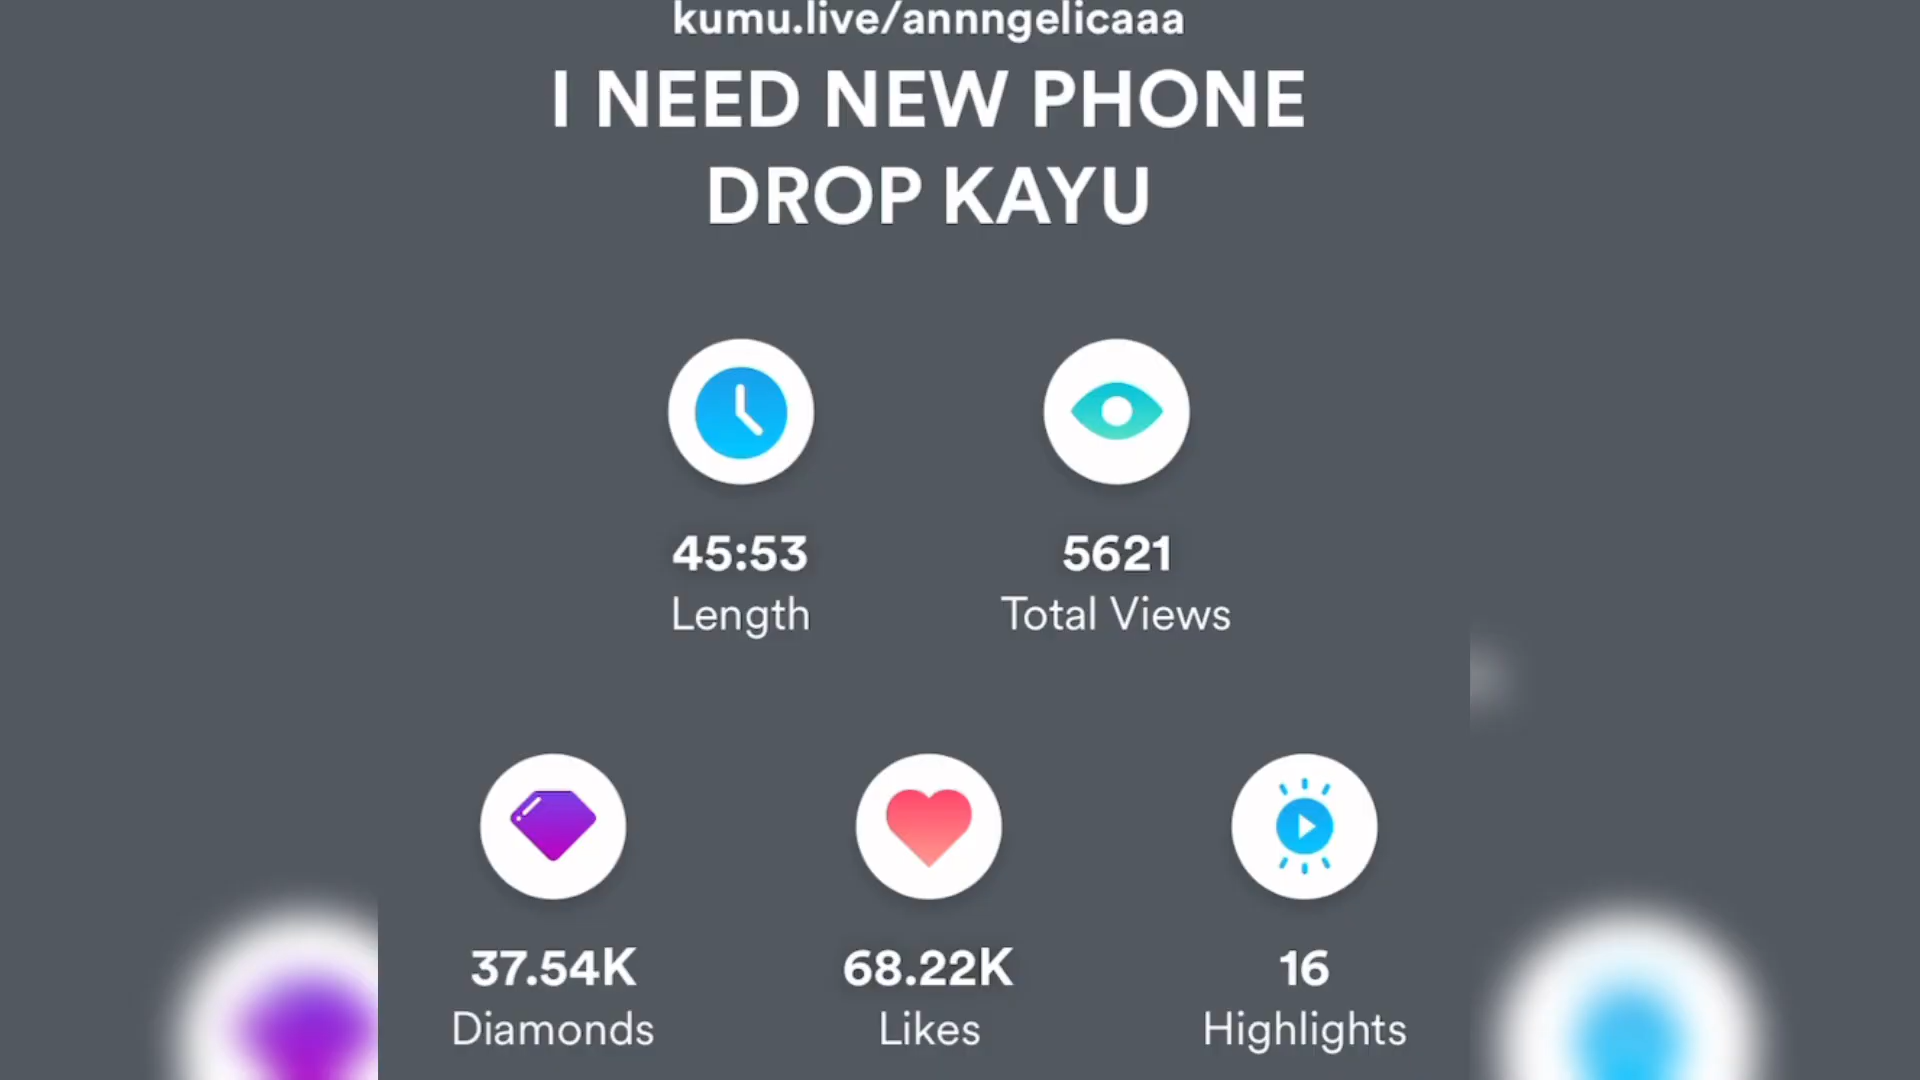 kumu.live/annngelicaaa
I NEED NEW PHONE
DROP KAYU
45:53
Length
5621
Total Views
37.54K
Diamonds
68.22K
Likes
16
Highlights